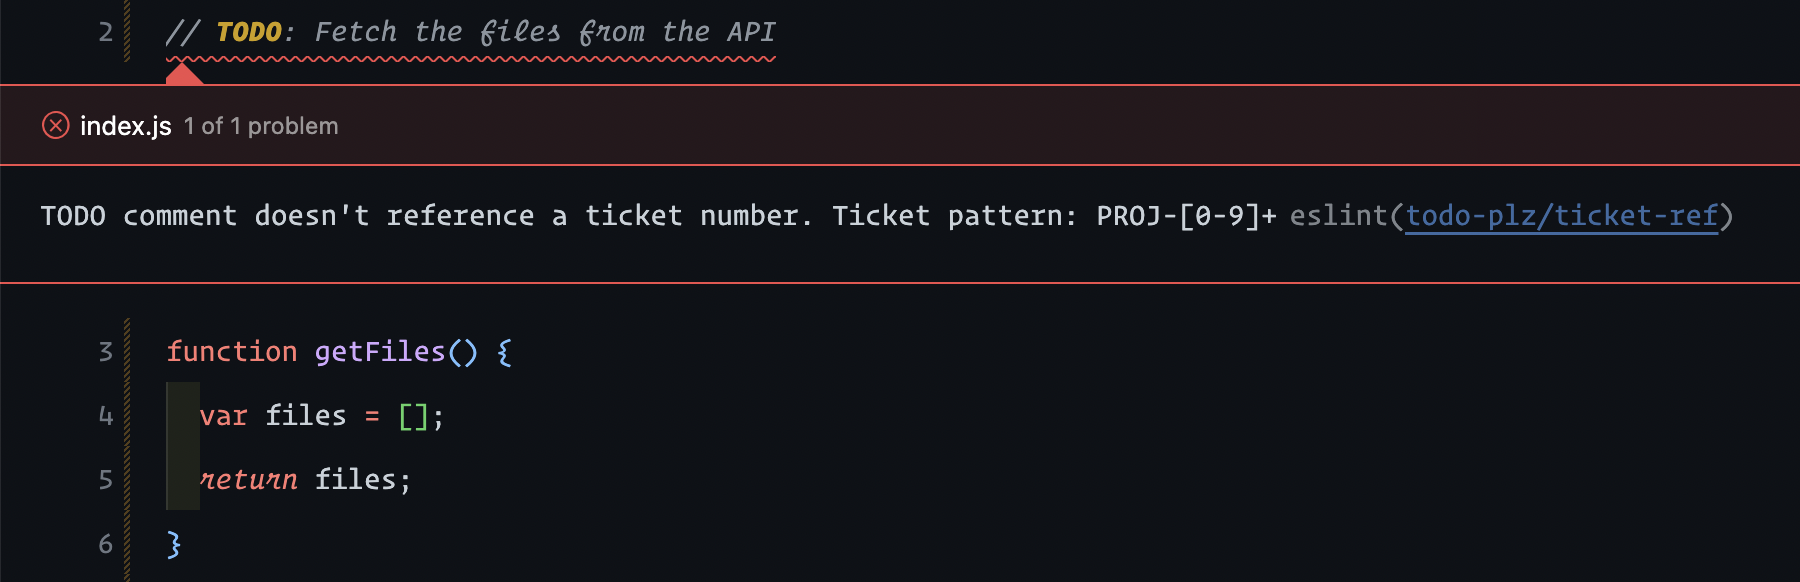 2 // TODO: Fetch the files from the API
index.js 1 of 1 problem
TODO comment doesn't reference a ticket number. Ticket pattern: PROJ-[0-9]+ eslint(todo-plz/ticket-ref)
3 function getFiles() {
4 var files = [];
5 return files;
6 }